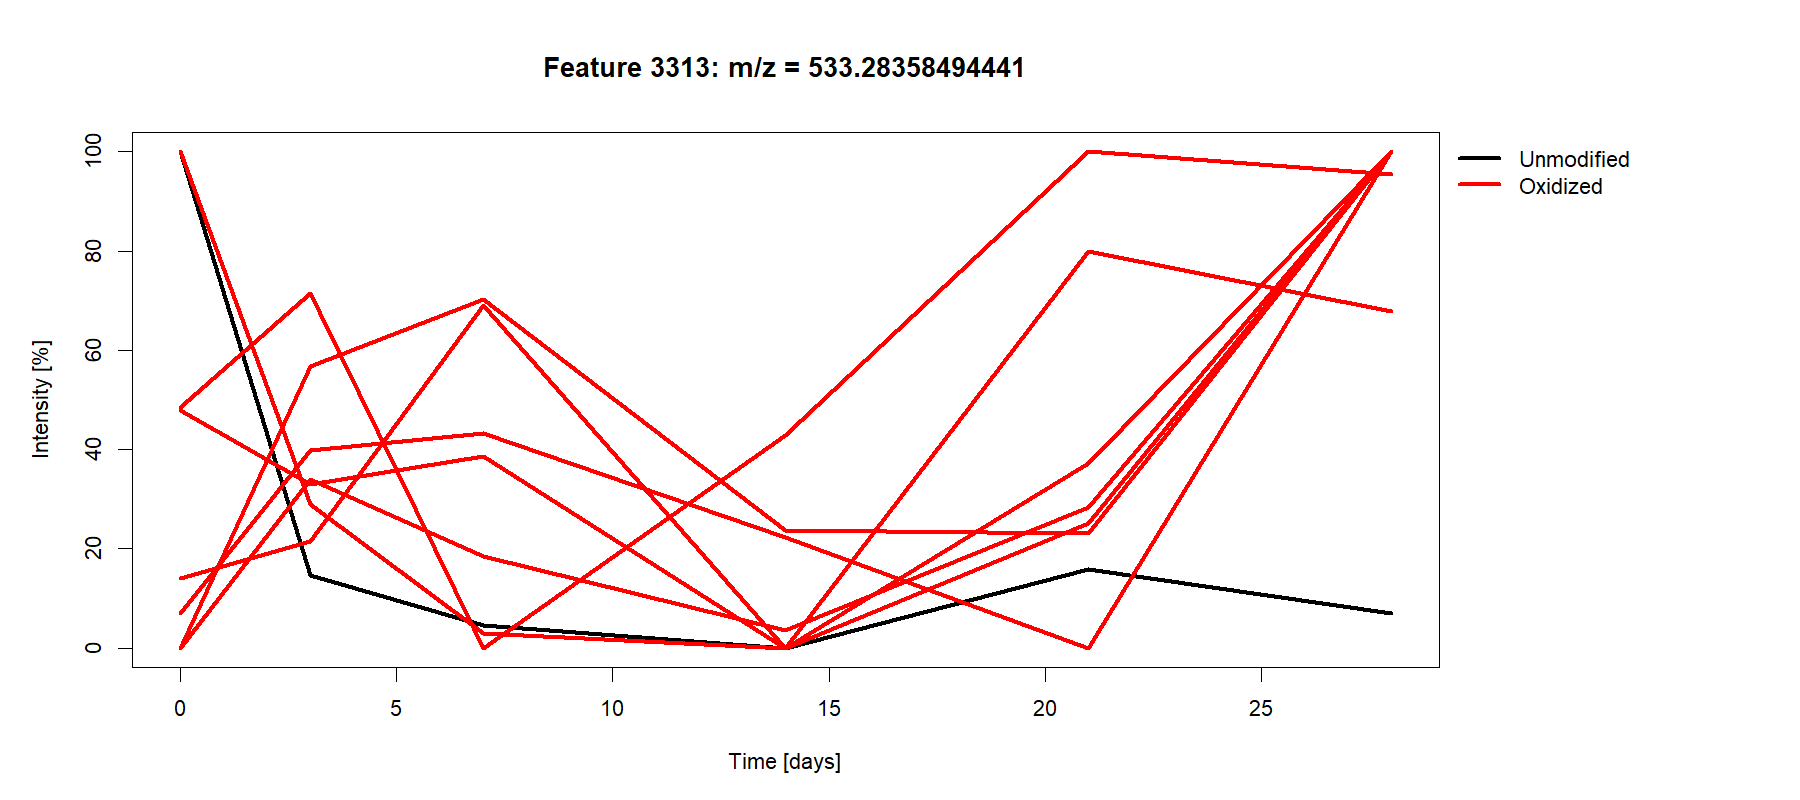 Feature 3313: m/z = 533.28358494441
Unmodified
Oxidized
Intensity [%]
100
80
60
40
20
0
0 5 10 15 20 25
Time [days]